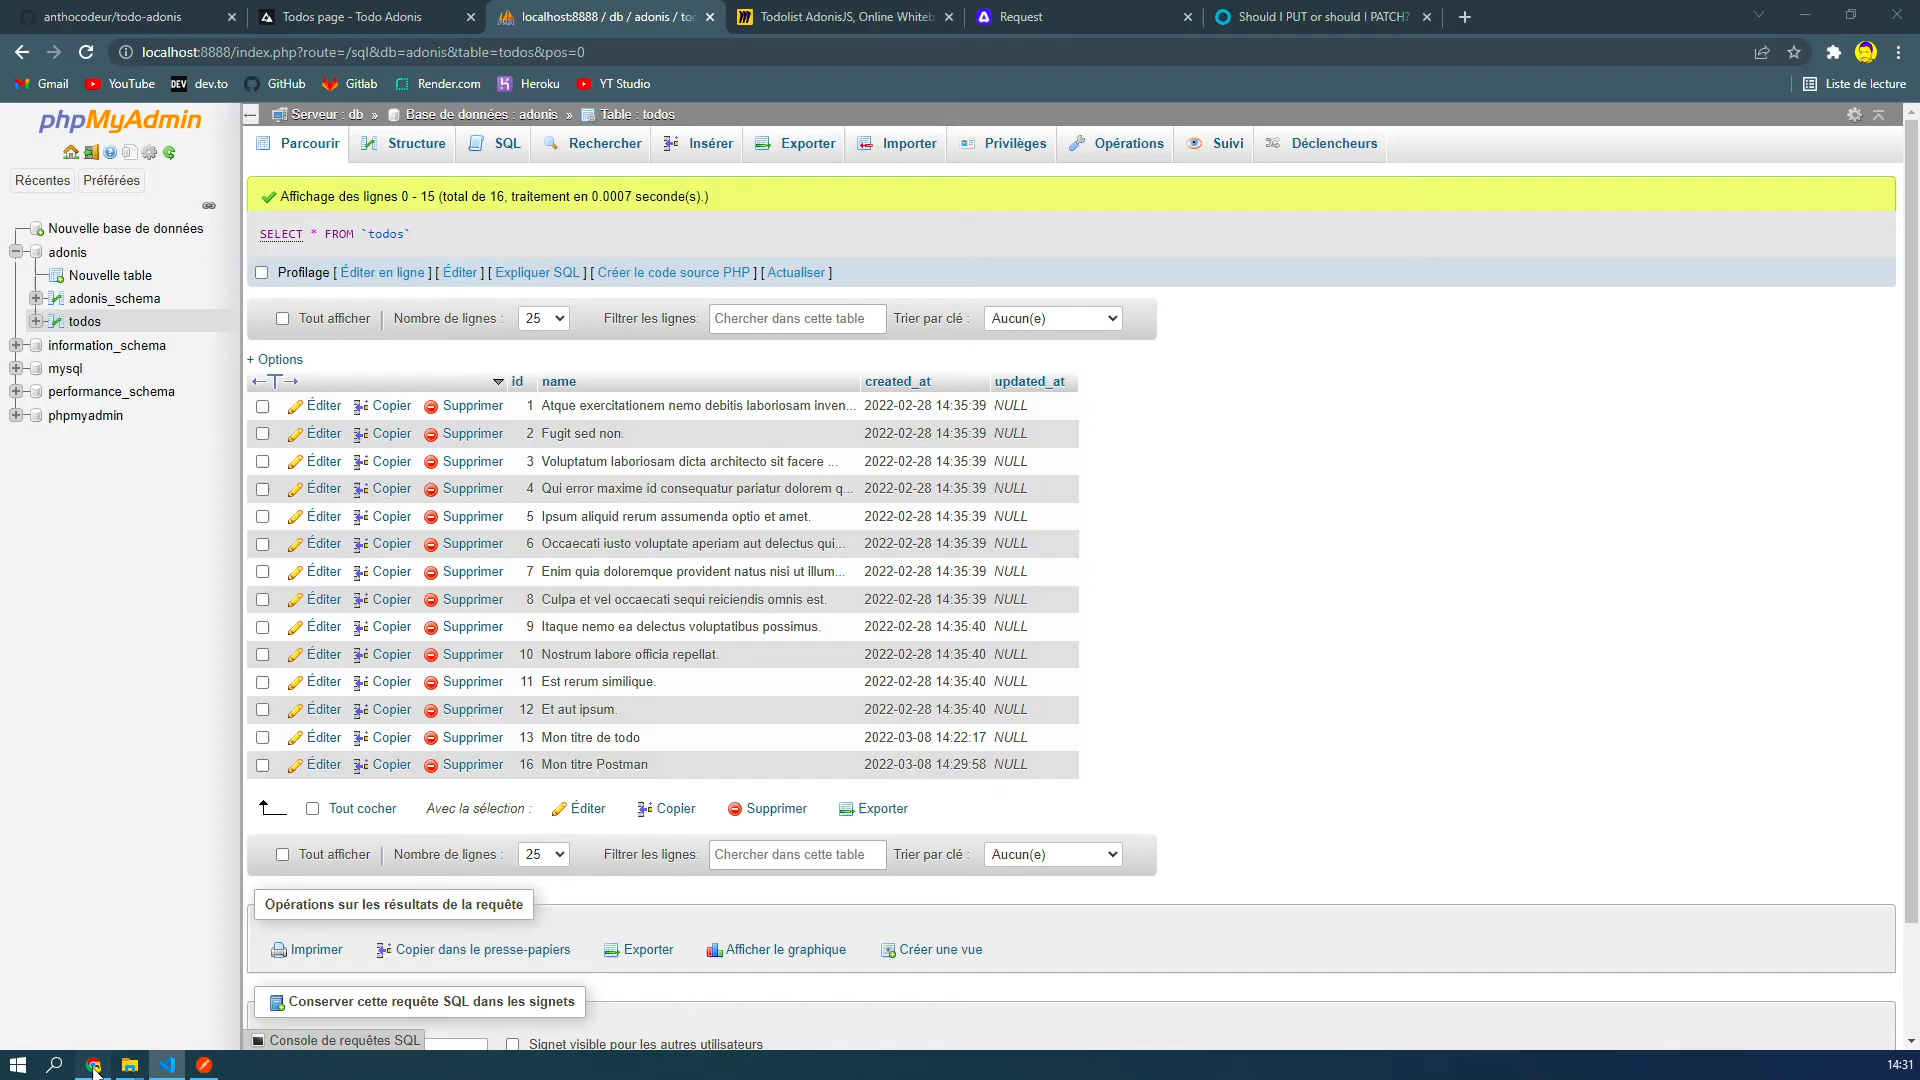 anthocodeur/todo-adonis
Todos page - Todo Adonis
localhost:8888 / db / adonis / to
Todolist AdonisJS, Online Whiteb
Request
Should I PUT or should I PATCH?
localhost:8888/index.php?route=/sql&db=adonis&table=todos&pos=0
Gmail
YouTube
DEV dev.to
GitHub
Gitlab
Render.com
Heroku
YT Studio
Liste de lecture
phpMyAdmin
Récentes
Préférées
Nouvelle base de données
adonis
Nouvelle table
adonis_schema
todos
information_schema
mysql
performance_schema
phpmyadmin
Serveur : db » Base de données : adonis » Table : todos
Parcourir
Structure
SQL
Rechercher
Insérer
Exporter
Importer
Privilèges
Opérations
Suivi
Déclencheurs
Affichage des lignes 0 - 15 (total de 16, traitement en 0.0007 seconde(s).)
SELECT * FROM `todos`
Profilage [ Éditer en ligne ] [ Éditer ] [ Expliquer SQL ] [ Créer le code source PHP ] [ Actualiser ]
Tout afficher | Nombre de lignes : 25 Filtrer les lignes: Chercher dans cette table Trier par clé : Aucun(e)
+ Options
←T→ id name created_at updated_at
Éditer Copier Supprimer 1 Atque exercitationem nemo debitis laboriosam inven... 2022-02-28 14:35:39 NULL
Éditer Copier Supprimer 2 Fugit sed non. 2022-02-28 14:35:39 NULL
Éditer Copier Supprimer 3 Voluptatum laboriosam dicta architecto sit facere ... 2022-02-28 14:35:39 NULL
Éditer Copier Supprimer 4 Qui error maxime id consequatur pariatur dolorem q... 2022-02-28 14:35:39 NULL
Éditer Copier Supprimer 5 Ipsum aliquid rerum assumenda optio et amet. 2022-02-28 14:35:39 NULL
Éditer Copier Supprimer 6 Occaecati iusto voluptate aperiam aut delectus qui... 2022-02-28 14:35:39 NULL
Éditer Copier Supprimer 7 Enim quia doloremque provident natus nisi ut illum... 2022-02-28 14:35:39 NULL
Éditer Copier Supprimer 8 Culpa et vel occaecati sequi reiciendis omnis est. 2022-02-28 14:35:39 NULL
Éditer Copier Supprimer 9 Itaque nemo ea delectus voluptatibus possimus. 2022-02-28 14:35:40 NULL
Éditer Copier Supprimer 10 Nostrum labore officia repellat. 2022-02-28 14:35:40 NULL
Éditer Copier Supprimer 11 Est rerum similique. 2022-02-28 14:35:40 NULL
Éditer Copier Supprimer 12 Et aut ipsum. 2022-02-28 14:35:40 NULL
Éditer Copier Supprimer 13 Mon titre de todo 2022-03-08 14:22:17 NULL
Éditer Copier Supprimer 16 Mon titre Postman 2022-03-08 14:29:58 NULL
Tout cocher Avec la sélection : Éditer Copier Supprimer Exporter
Tout afficher | Nombre de lignes : 25 Filtrer les lignes: Chercher dans cette table Trier par clé : Aucun(e)
Opérations sur les résultats de la requête
Imprimer Copier dans le presse-papiers Exporter Afficher le graphique Créer une vue
Conserver cette requête SQL dans les signets
Console de requêtes SQL
Signet visible pour les autres utilisateurs
14:31